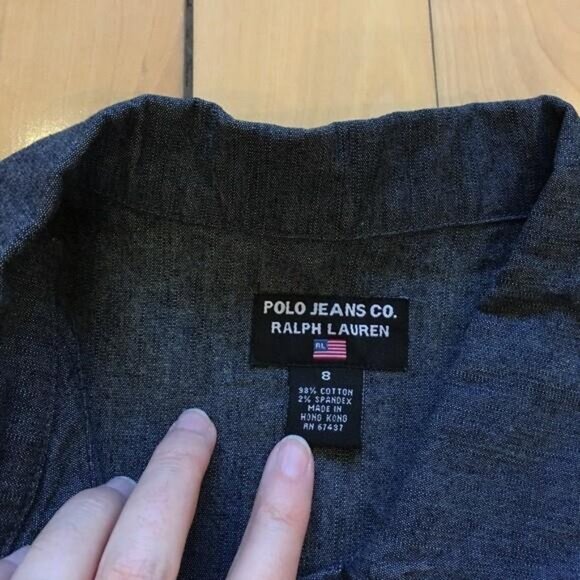 POLO JEANS CO.
RALPH LAUREN
RL
8
98% COTTON
2% SPANDEX
MADE IN
HONG KONG
RN 67437